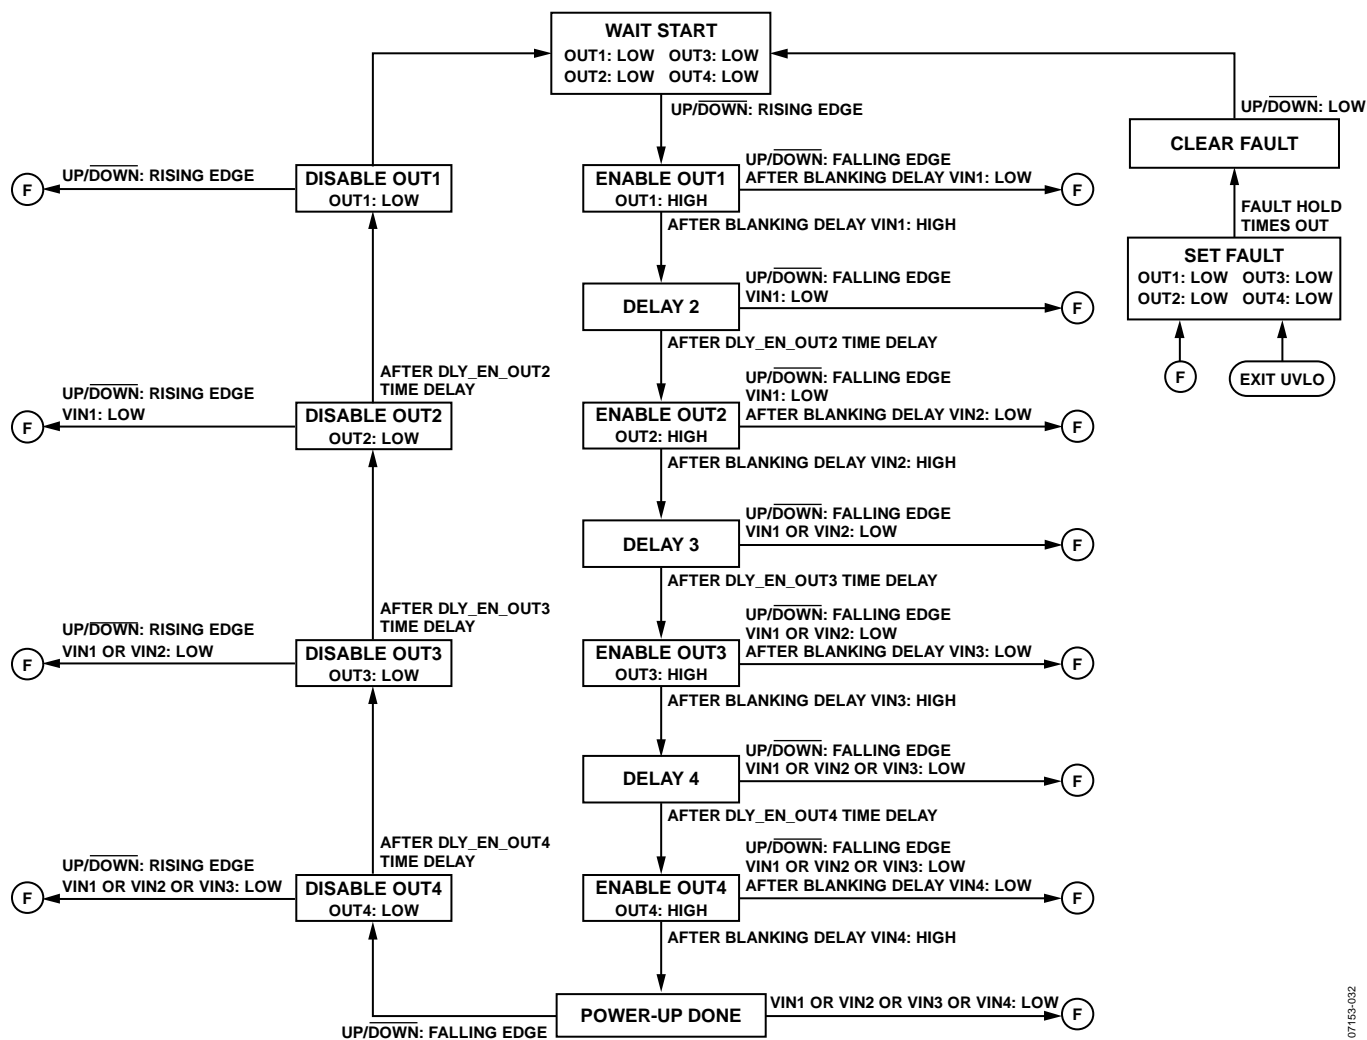 WAIT START
OUT1: LOW OUT3: LOW
OUT2: LOW OUT4: LOW
UP/DOWN: RISING EDGE
UP/DOWN: LOW
CLEAR FAULT
FAULT HOLD
TIMES OUT
SET FAULT
OUT1: LOW OUT3: LOW
OUT2: LOW OUT4: LOW
F
EXIT UVLO
ENABLE OUT1
OUT1: HIGH
UP/DOWN: FALLING EDGE
AFTER BLANKING DELAY VIN1: LOW
F
AFTER BLANKING DELAY VIN1: HIGH
DELAY 2
UP/DOWN: FALLING EDGE
VIN1: LOW
F
AFTER DLY_EN_OUT2 TIME DELAY
ENABLE OUT2
OUT2: HIGH
UP/DOWN: FALLING EDGE
VIN1: LOW
AFTER BLANKING DELAY VIN2: LOW
F
AFTER BLANKING DELAY VIN2: HIGH
DELAY 3
UP/DOWN: FALLING EDGE
VIN1 OR VIN2: LOW
F
AFTER DLY_EN_OUT3 TIME DELAY
ENABLE OUT3
OUT3: HIGH
UP/DOWN: FALLING EDGE
VIN1 OR VIN2: LOW
AFTER BLANKING DELAY VIN3: LOW
F
AFTER BLANKING DELAY VIN3: HIGH
DELAY 4
UP/DOWN: FALLING EDGE
VIN1 OR VIN2 OR VIN3: LOW
F
AFTER DLY_EN_OUT4 TIME DELAY
ENABLE OUT4
OUT4: HIGH
UP/DOWN: FALLING EDGE
VIN1 OR VIN2 OR VIN3: LOW
AFTER BLANKING DELAY VIN4: LOW
F
AFTER BLANKING DELAY VIN4: HIGH
POWER-UP DONE
VIN1 OR VIN2 OR VIN3 OR VIN4: LOW
F
UP/DOWN: FALLING EDGE
DISABLE OUT4
OUT4: LOW
UP/DOWN: RISING EDGE
VIN1 OR VIN2 OR VIN3: LOW
F
AFTER DLY_EN_OUT4
TIME DELAY
DISABLE OUT3
OUT3: LOW
UP/DOWN: RISING EDGE
VIN1 OR VIN2: LOW
F
AFTER DLY_EN_OUT3
TIME DELAY
DISABLE OUT2
OUT2: LOW
UP/DOWN: RISING EDGE
VIN1: LOW
F
AFTER DLY_EN_OUT2
TIME DELAY
DISABLE OUT1
OUT1: LOW
UP/DOWN: RISING EDGE
F
07153-032